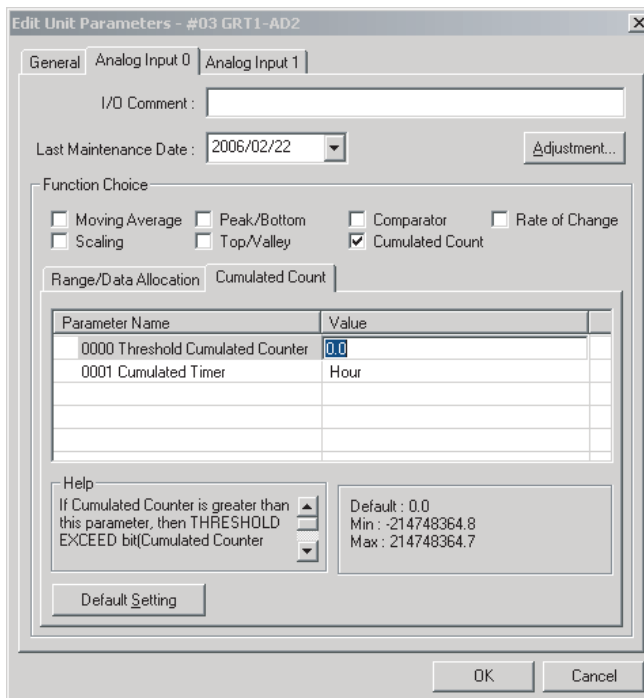 Edit Unit Parameters - #03 GRT1-AD2
General Analog Input 0 Analog Input 1
I/O Comment :
Last Maintenance Date : 2006/02/22 Adjustment...
Function Choice
Moving Average Peak/Bottom Comparator Rate of Change
Scaling Top/Valley Cumulated Count
Range/Data Allocation Cumulated Count
Parameter Name Value
0000 Threshold Cumulated Counter 0.0
0001 Cumulated Timer Hour
Help
If Cumulated Counter is greater than
this parameter, then THRESHOLD
EXCEED bit(Cumulated Counter
Default : 0.0
Min : -214748364.8
Max : 214748364.7
Default Setting
OK Cancel